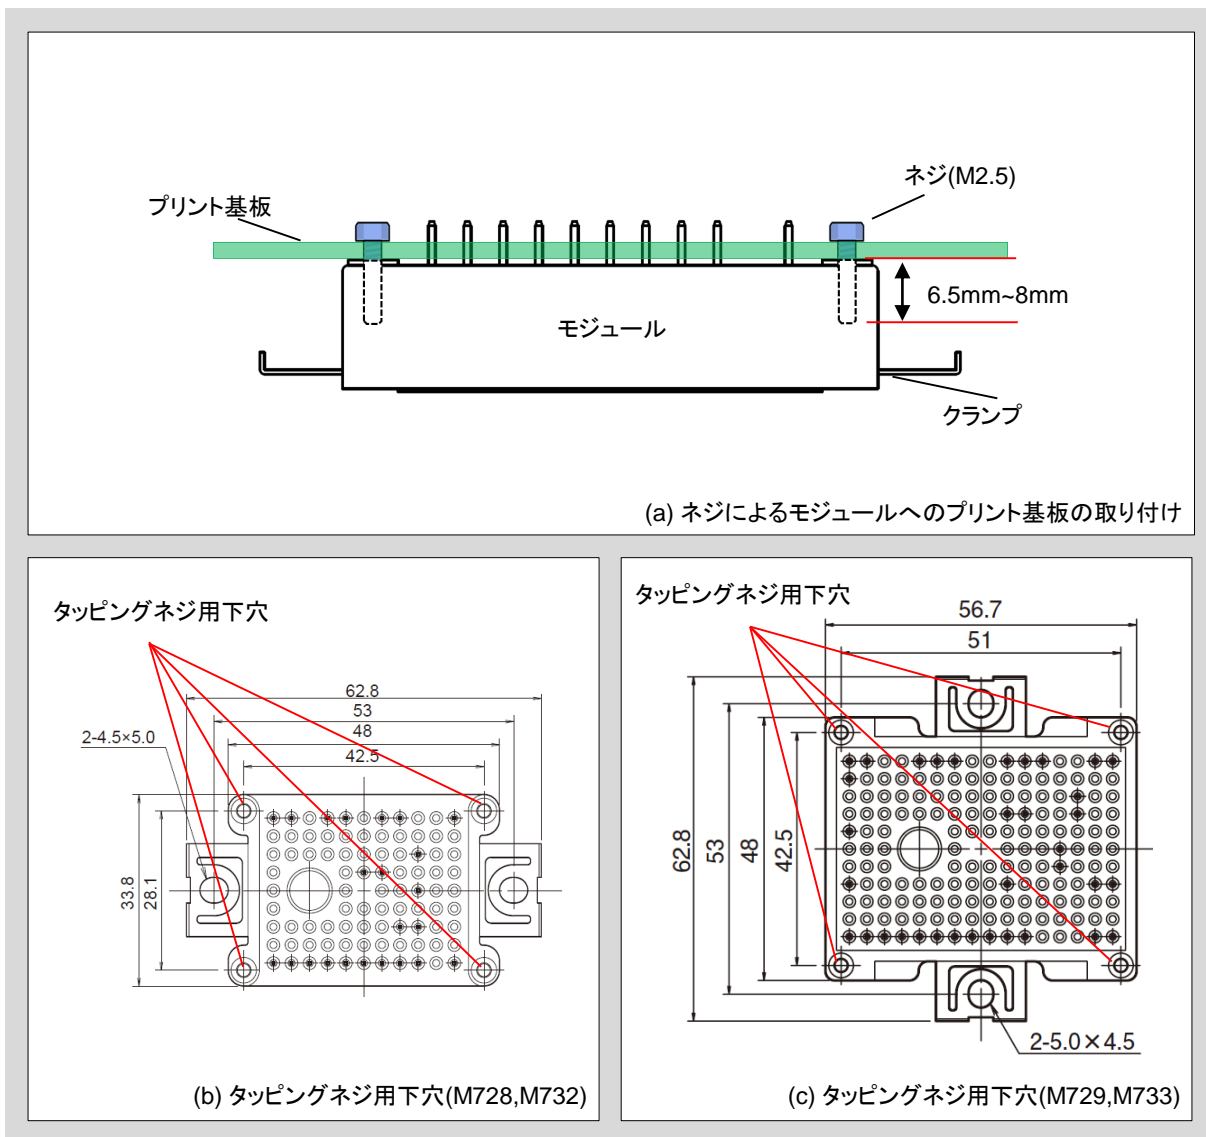 ネジ(M2.5)
プリント基板
6.5mm~8mm
モジュール
クランプ
(a) ネジによるモジュールへのプリント基板の取り付け
タッピングネジ用下穴
62.8
53
48
2-4.5×5.0
42.5
33.8
28.1
(b) タッピングネジ用下穴(M728,M732)
タッピングネジ用下穴
56.7
51
62.8
53
48
42.5
2-5.0×4.5
(c) タッピングネジ用下穴(M729,M733)